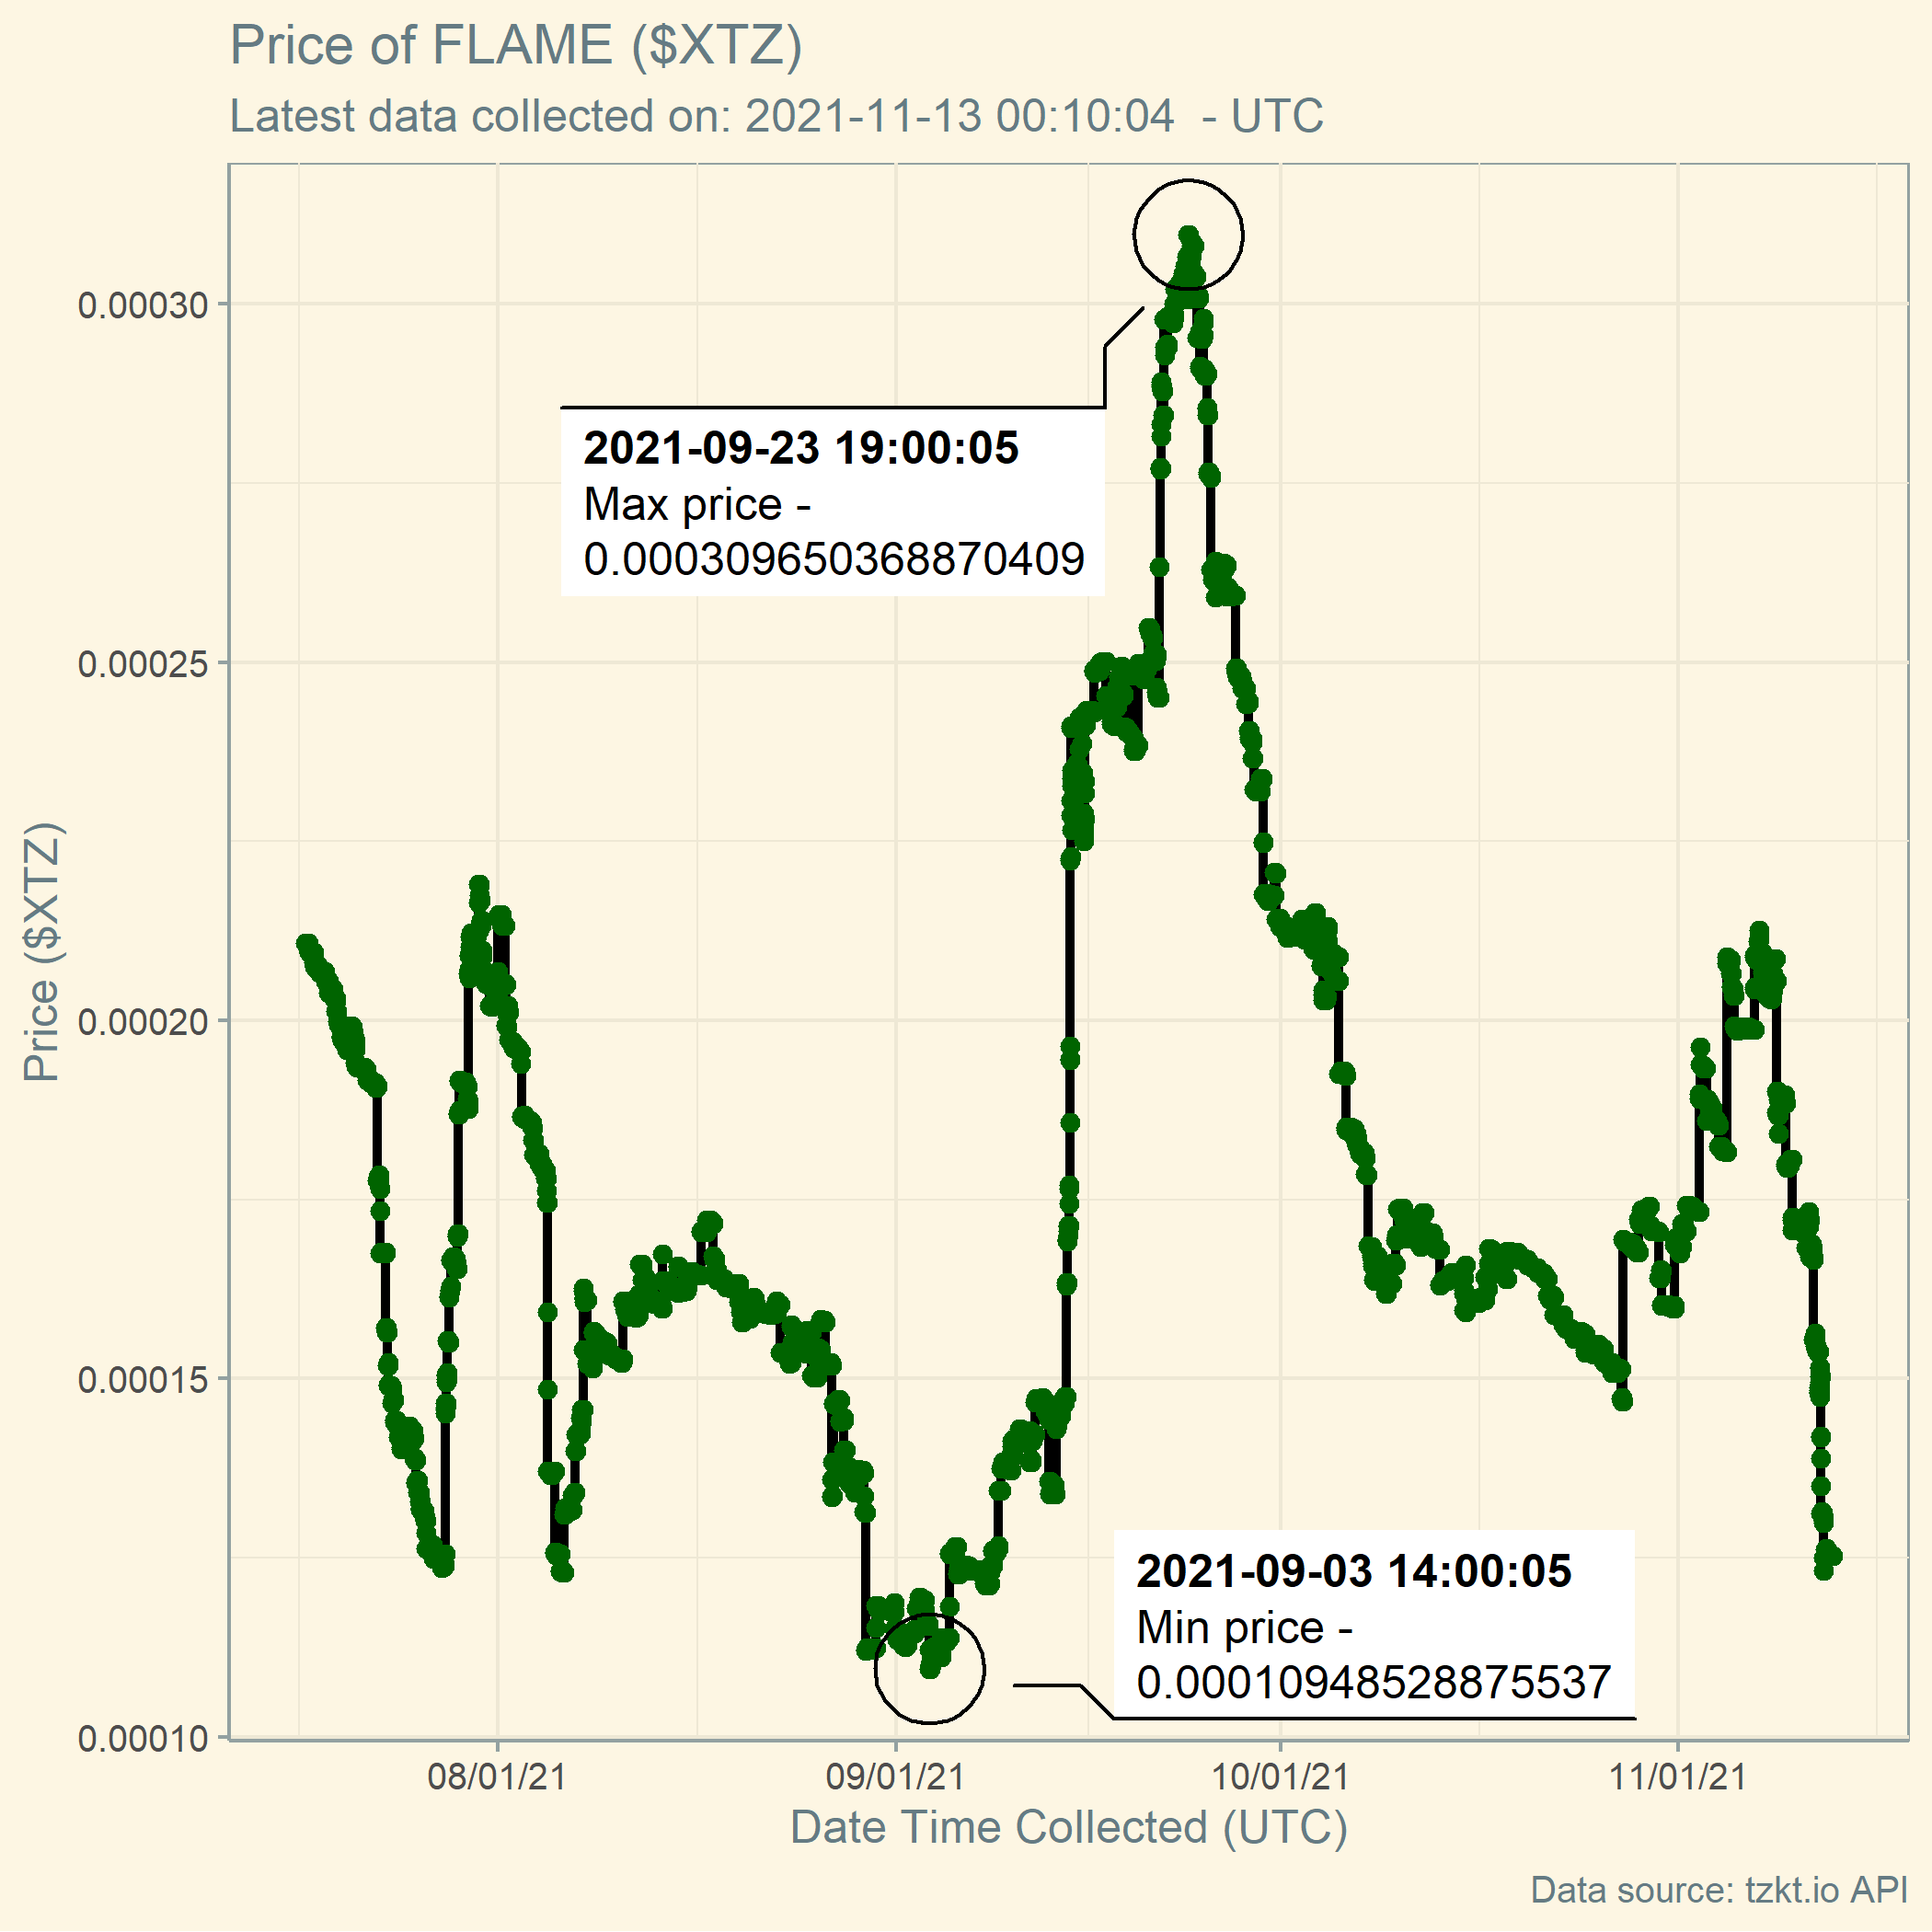 Price of FLAME ($XTZ)
Latest data collected on: 2021-11-13 00:10:04  - UTC
Price ($XTZ)
0.00030
0.00025
0.00020
0.00015
0.00010
2021-09-23 19:00:05
Max price -
0.000309650368870409
2021-09-03 14:00:05
Min price -
0.00010948528875537
08/01/21
09/01/21
10/01/21
11/01/21
Date Time Collected (UTC)
Data source: tzkt.io API